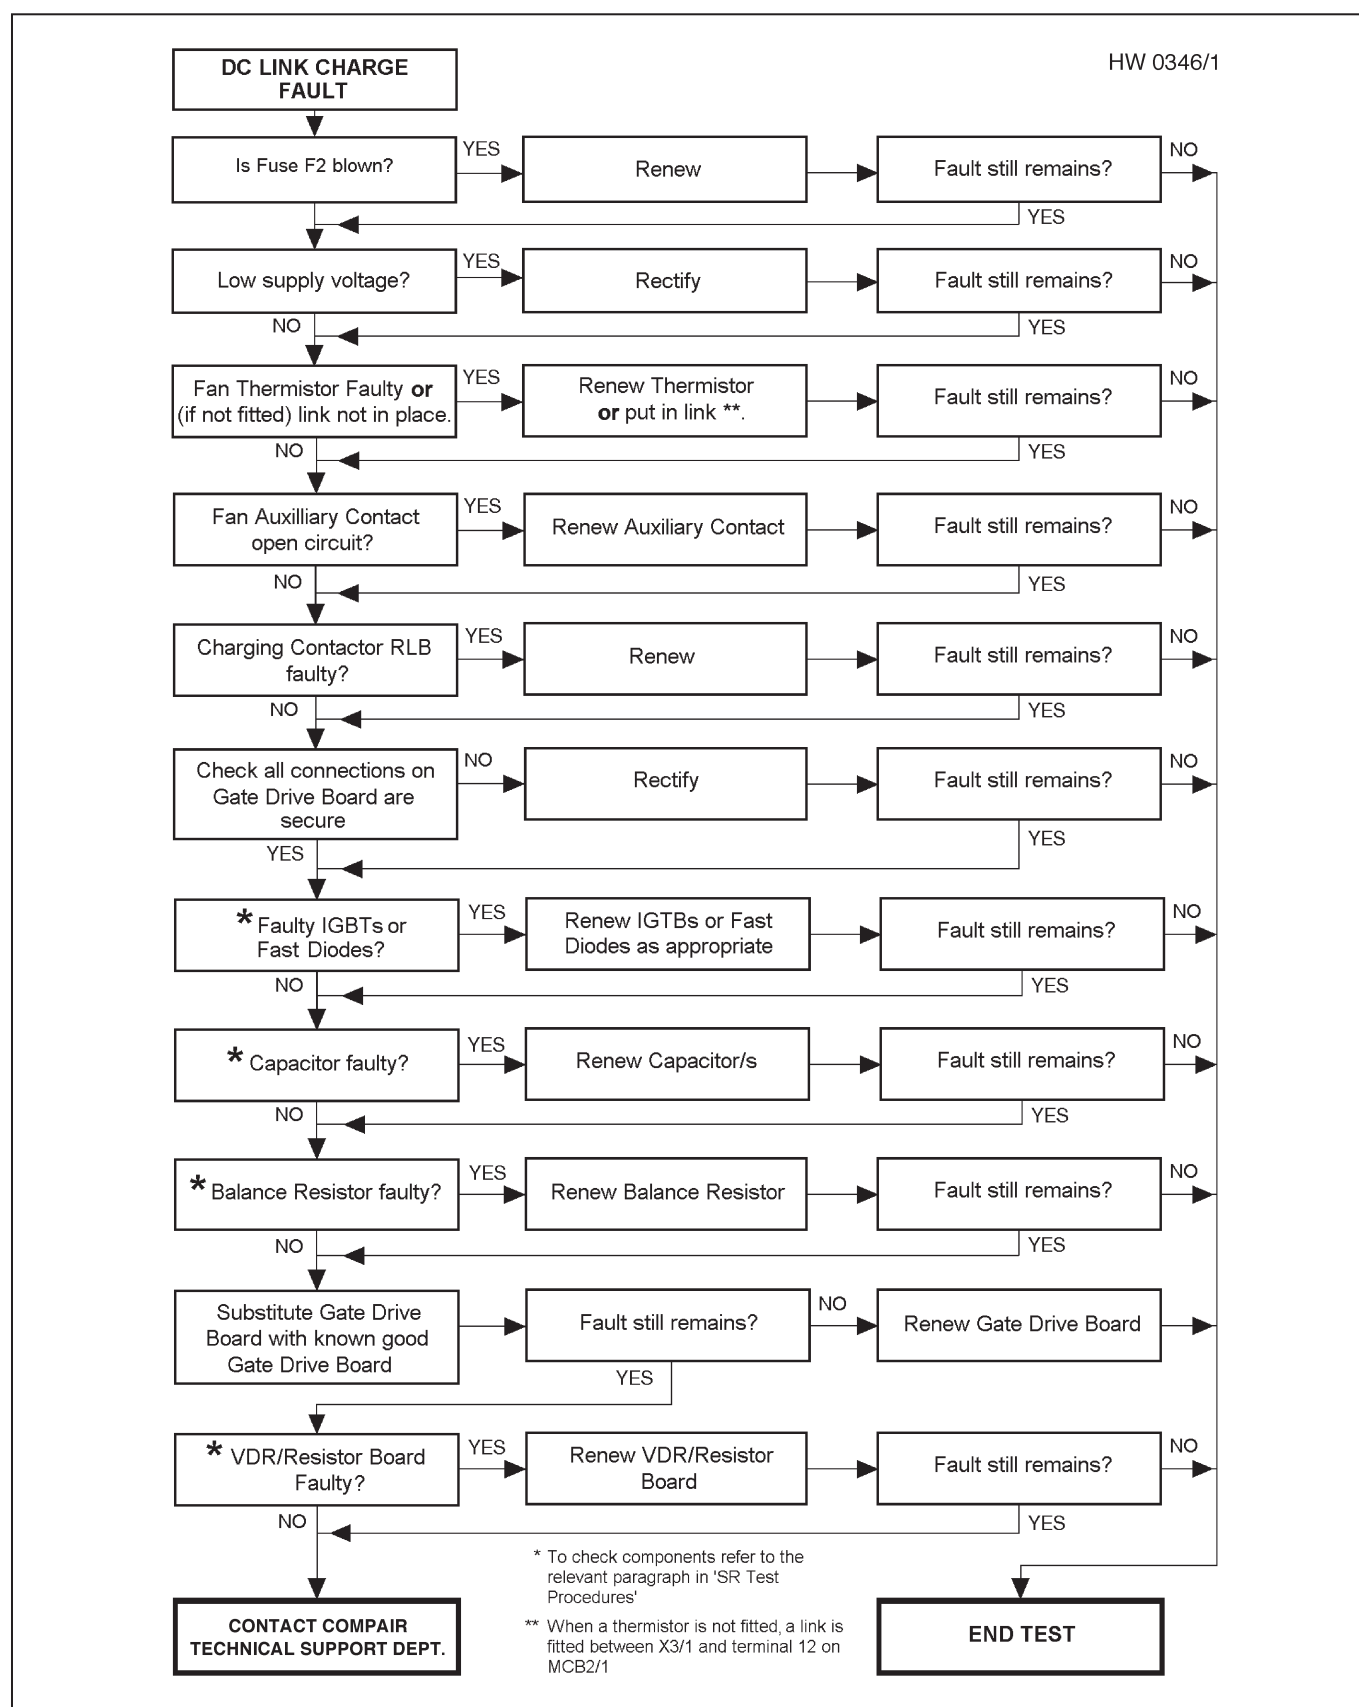 HW 0346/1
DC LINK CHARGE
FAULT
Is Fuse F2 blown?
YES
Renew
Fault still remains?
NO
YES
Low supply voltage?
YES
Rectify
Fault still remains?
NO
NO
YES
Fan Thermistor Faulty or
(if not fitted) link not in place.
YES
Renew Thermistor
or put in link **.
Fault still remains?
NO
NO
YES
Fan Auxilliary Contact
open circuit?
YES
Renew Auxiliary Contact
Fault still remains?
NO
NO
YES
Charging Contactor RLB
faulty?
YES
Renew
Fault still remains?
NO
NO
YES
Check all connections on
Gate Drive Board are
secure
NO
Rectify
Fault still remains?
NO
YES
YES
* Faulty IGBTs or
Fast Diodes?
YES
Renew IGTBs or Fast
Diodes as appropriate
Fault still remains?
NO
NO
YES
* Capacitor faulty?
YES
Renew Capacitor/s
Fault still remains?
NO
NO
YES
* Balance Resistor faulty?
YES
Renew Balance Resistor
Fault still remains?
NO
NO
YES
Substitute Gate Drive
Board with known good
Gate Drive Board
Fault still remains?
NO
Renew Gate Drive Board
YES
* VDR/Resistor Board
Faulty?
YES
Renew VDR/Resistor
Board
Fault still remains?
NO
NO
YES
* To check components refer to the
relevant paragraph in 'SR Test
Procedures'
** When a thermistor is not fitted, a link is
fitted between X3/1 and terminal 12 on
MCB2/1
CONTACT COMPAIR
TECHNICAL SUPPORT DEPT.
END TEST